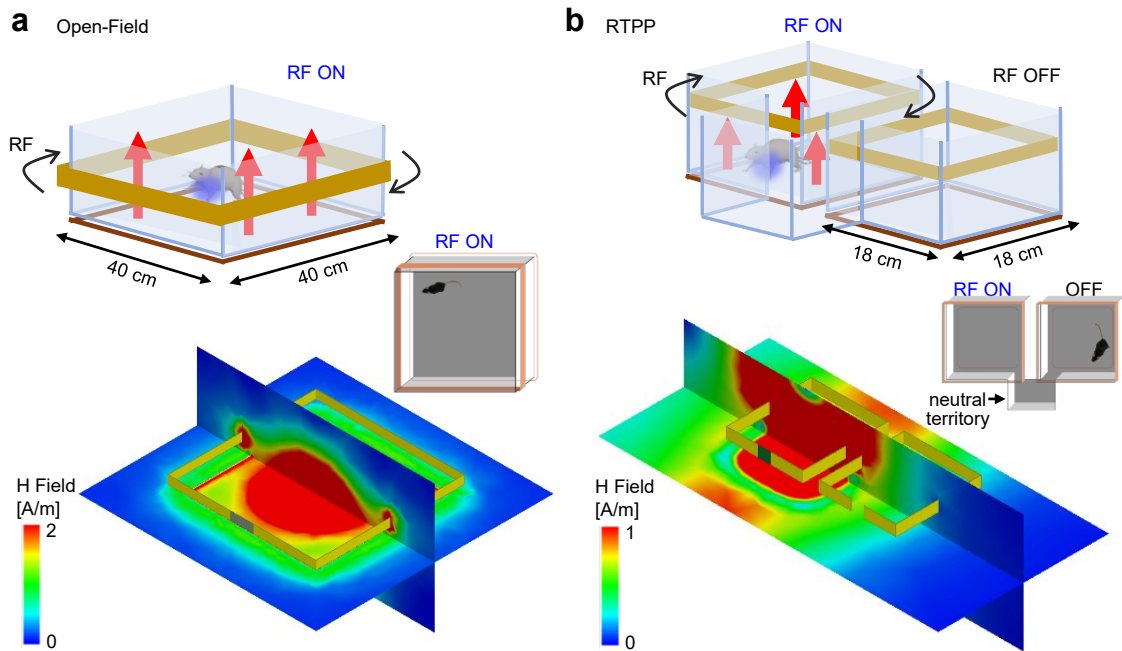 a
Open-Field
RF ON
RF
40 cm
40 cm
RF ON
H Field
[A/m]
2
0
b
RTPP
RF ON
RF
RF OFF
18 cm
18 cm
RF ON
OFF
neutral
territory
H Field
[A/m]
1
0